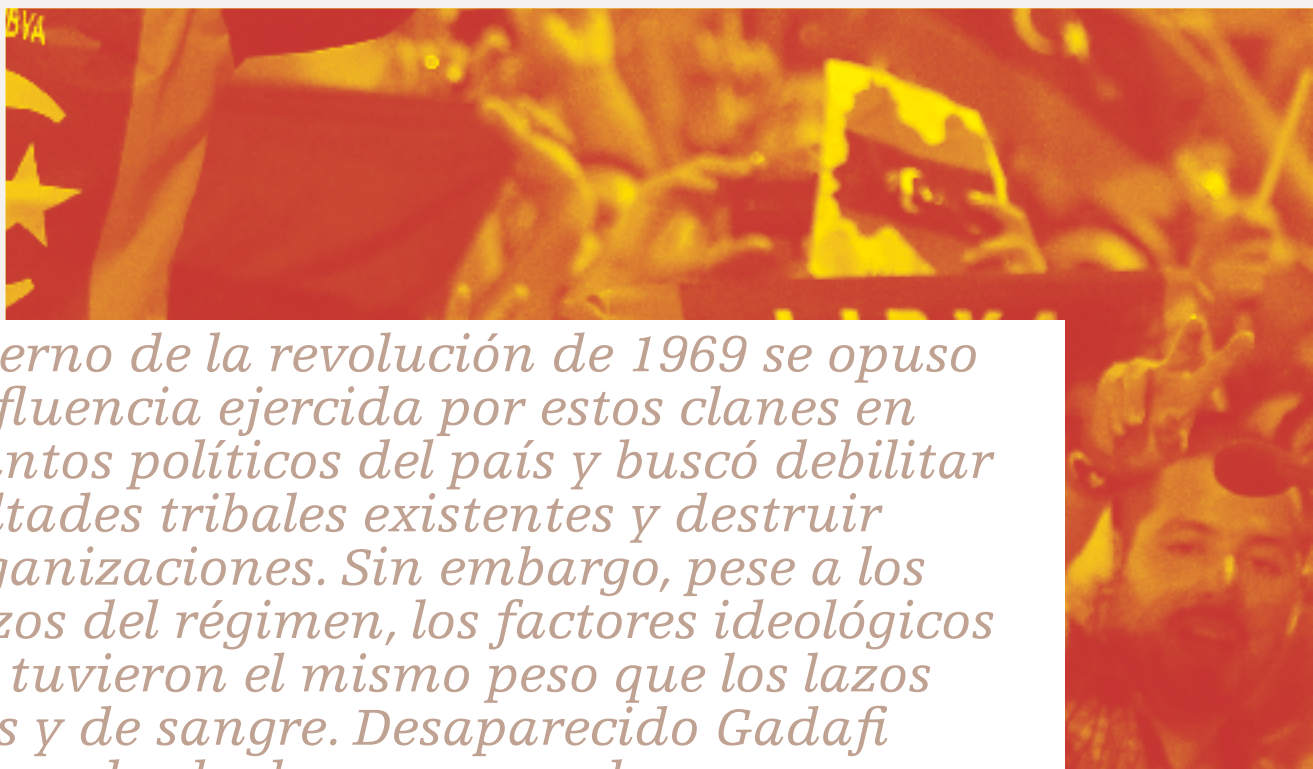 BYA
LIBYA
erno de la revolución de 1969 se opuso
fluencia ejercida por estos clanes en
ntos políticos del país y buscó debilitar
ltades tribales existentes y destruir
ganizaciones. Sin embargo, pese a los
zos del régimen, los factores ideológicos
tuvieron el mismo peso que los lazos
s y de sangre. Desaparecido Gadafi